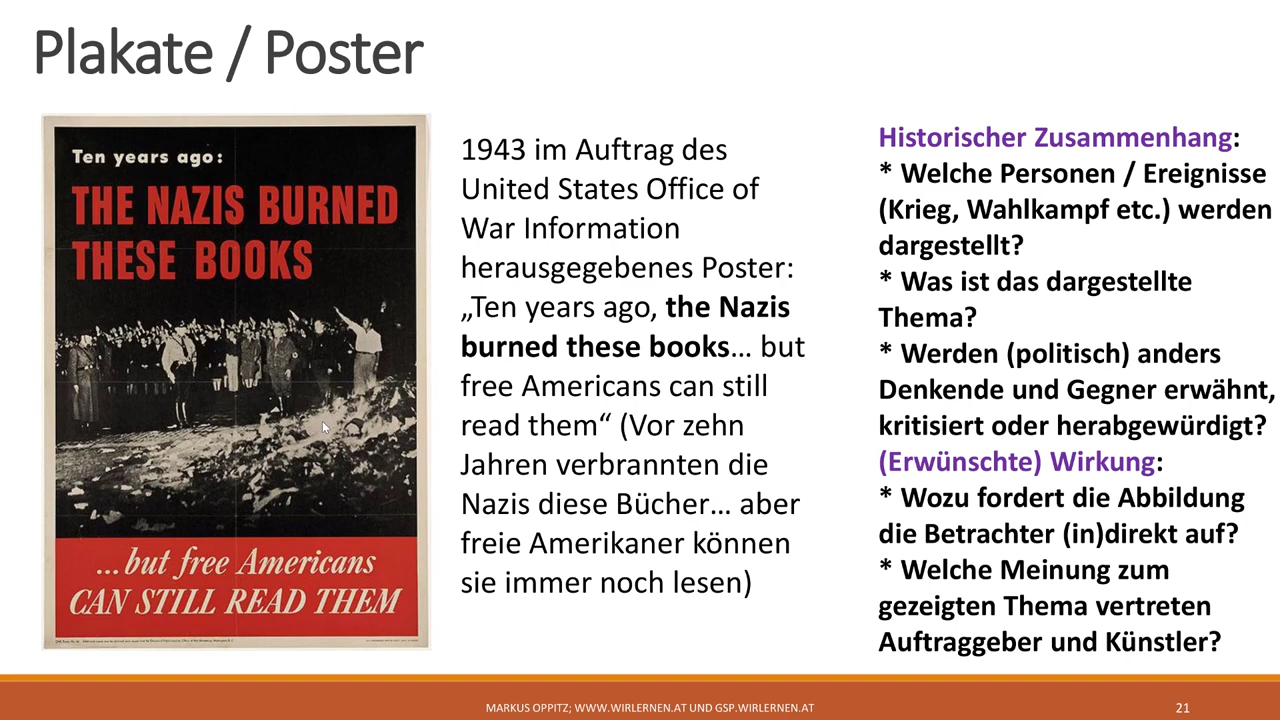 Plakate / Poster
Ten years ago:
THE NAZIS BURNED
THESE BOOKS
...but free Americans
CAN STILL READ THEM
1943 im Auftrag des
United States Office of
War Information
herausgegebenes Poster:
„Ten years ago, the Nazis
burned these books… but
free Americans can still
read them“ (Vor zehn
Jahren verbrannten die
Nazis diese Bücher… aber
freie Amerikaner können
sie immer noch lesen)
Historischer Zusammenhang:
* Welche Personen / Ereignisse
(Krieg, Wahlkampf etc.) werden
dargestellt?
* Was ist das dargestellte
Thema?
* Werden (politisch) anders
Denkende und Gegner erwähnt,
kritisiert oder herabgewürdigt?
(Erwünschte) Wirkung:
* Wozu fordert die Abbildung
die Betrachter (in)direkt auf?
* Welche Meinung zum
gezeigten Thema vertreten
Auftraggeber und Künstler?
MARKUS OPPITZ; WWW.WIRLERNEN.AT UND GSP.WIRLERNEN.AT
21